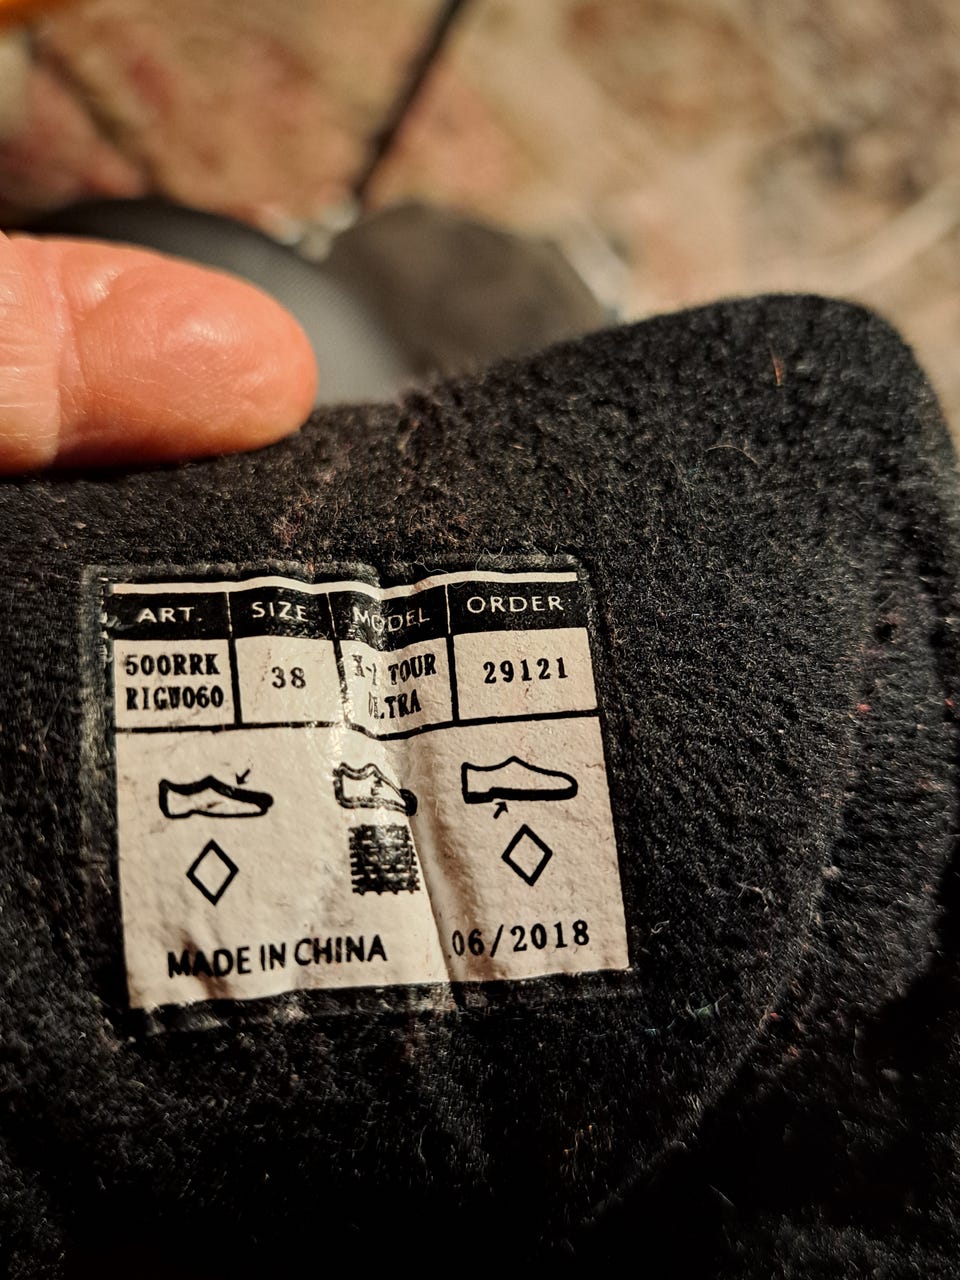 ART. SIZE MODEL ORDER
500RRK 38 TOUR 29121
RIGW060 ULTRA
MADE IN CHINA 06/2018